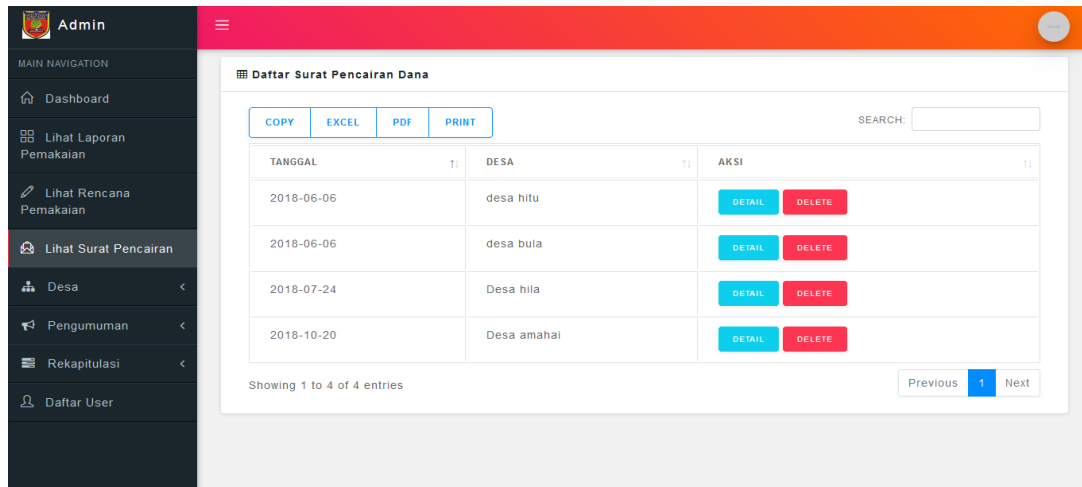 Admin
MAIN NAVIGATION
Dashboard
Lihat Laporan
Pemakaian
Lihat Rencana
Pemakaian
Lihat Surat Pencairan
Desa
Pengumuman
Rekapitulasi
Daftar User
Daftar Surat Pencairan Dana
COPY EXCEL PDF PRINT
SEARCH:
TANGGAL DESA AKSI
2018-06-06 desa hitu DETAIL DELETE
2018-06-06 desa bula DETAIL DELETE
2018-07-24 Desa hila DETAIL DELETE
2018-10-20 Desa amahai DETAIL DELETE
Showing 1 to 4 of 4 entries
Previous 1 Next